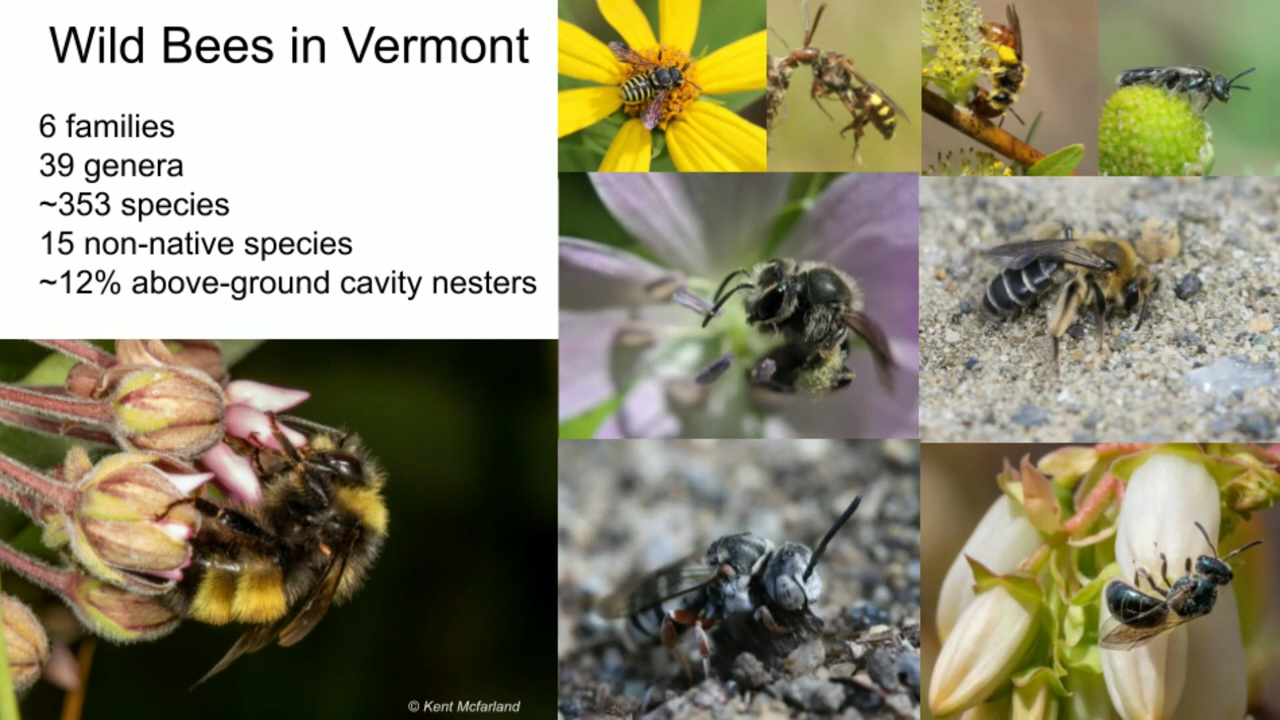 Wild Bees in Vermont
6 families
39 genera
~353 species
15 non-native species
~12% above-ground cavity nesters
© Kent Mcfarland